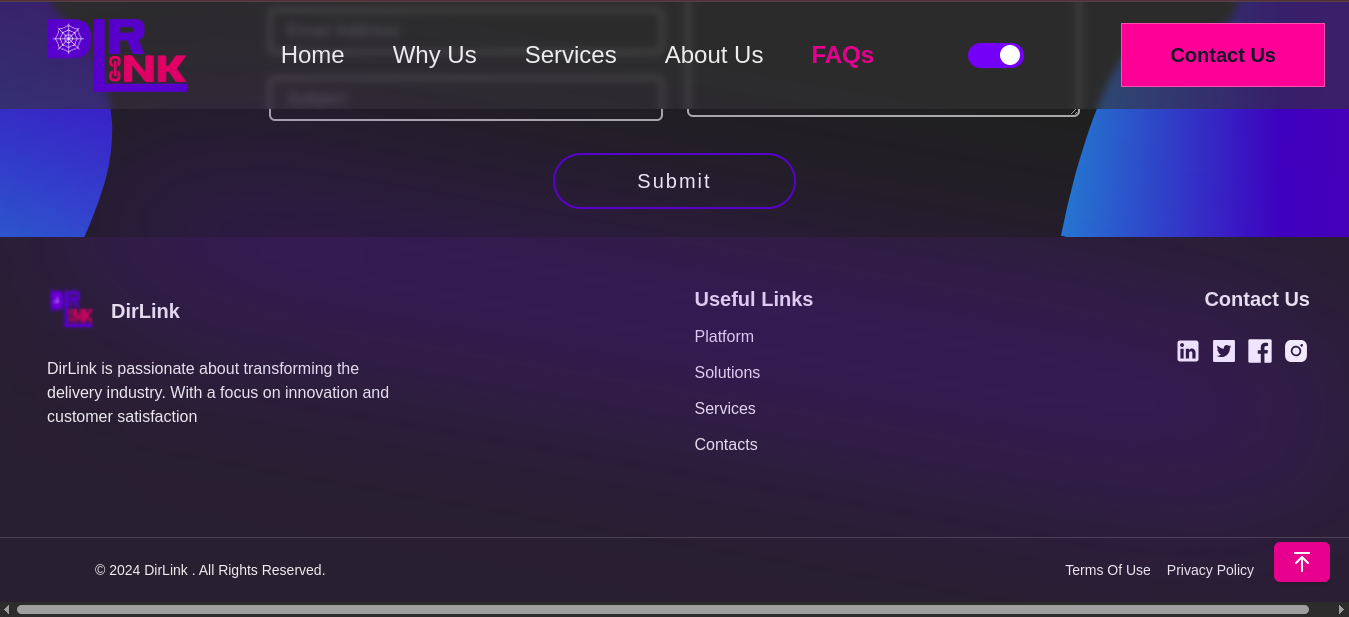 DIR
LINK
Home
Why Us
Services
About Us
FAQs
Contact Us
Email Address
Subject
Submit
DirLink
DirLink is passionate about transforming the
delivery industry. With a focus on innovation and
customer satisfaction
Useful Links
Platform
Solutions
Services
Contacts
Contact Us
© 2024 DirLink . All Rights Reserved.
Terms Of Use
Privacy Policy